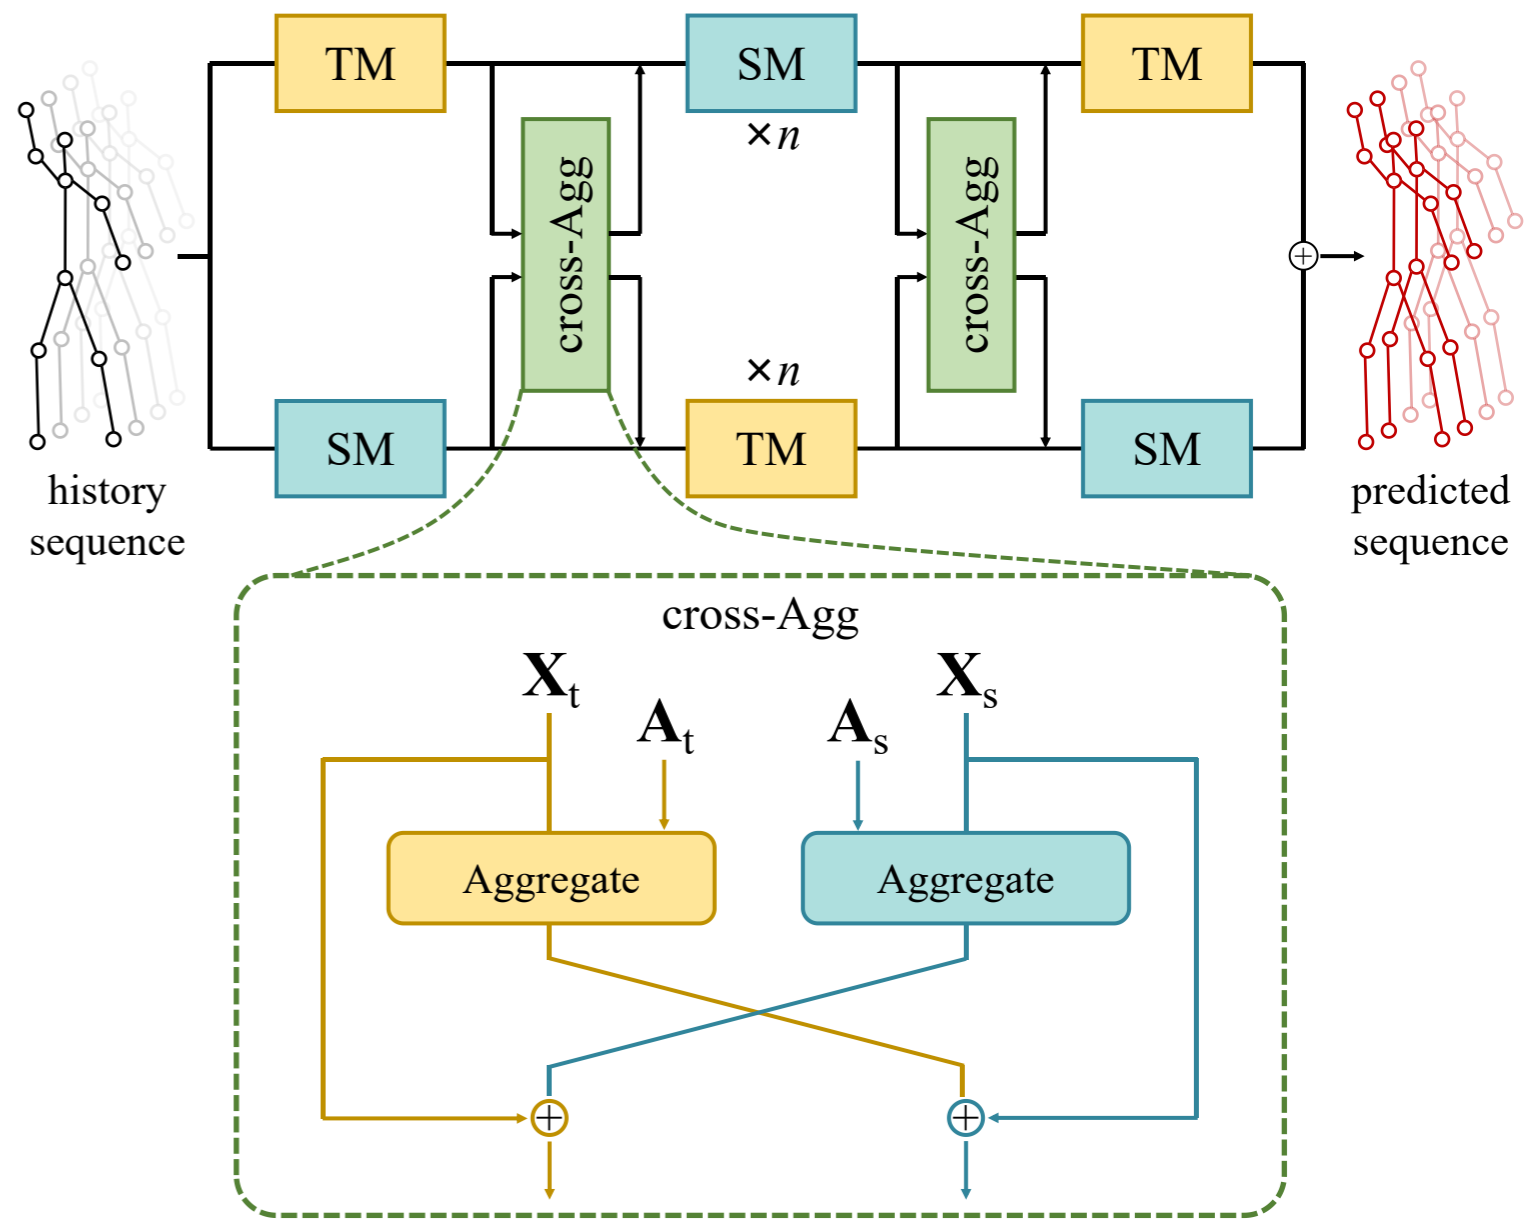 TM
SM
TM
×n
cross-Agg
cross-Agg
×n
SM
TM
SM
history
sequence
predicted
sequence
cross-Agg
Xt
Xs
At
As
Aggregate
Aggregate